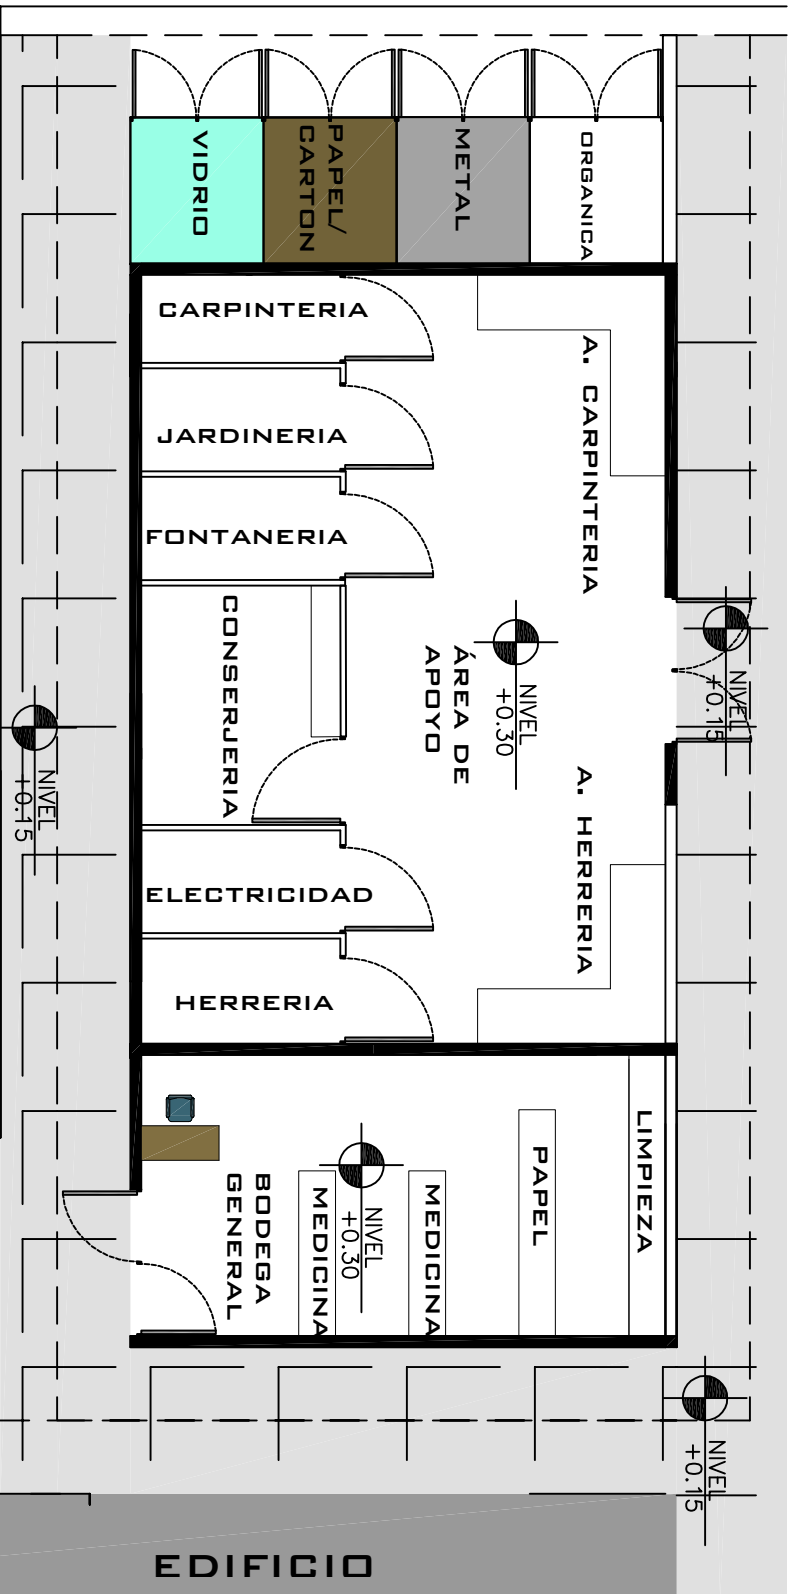 VIDRIO
PAPEL/
CARTON
METAL
ORGANICA
CARPINTERIA
A. CARPINTERIA
JARDINERIA
FONTANERIA
CONSERJERIA
ÁREA DE
APOYO
NIVEL
+0.30
NIVEL
+0.15
NIVEL
+0.15
A. HERRERIA
ELECTRICIDAD
HERRERIA
BODEGA
GENERAL
MEDICINA
NIVEL
+0.30
MEDICINA
PAPEL
LIMPIEZA
NIVEL
+0.15
EDIFICIO